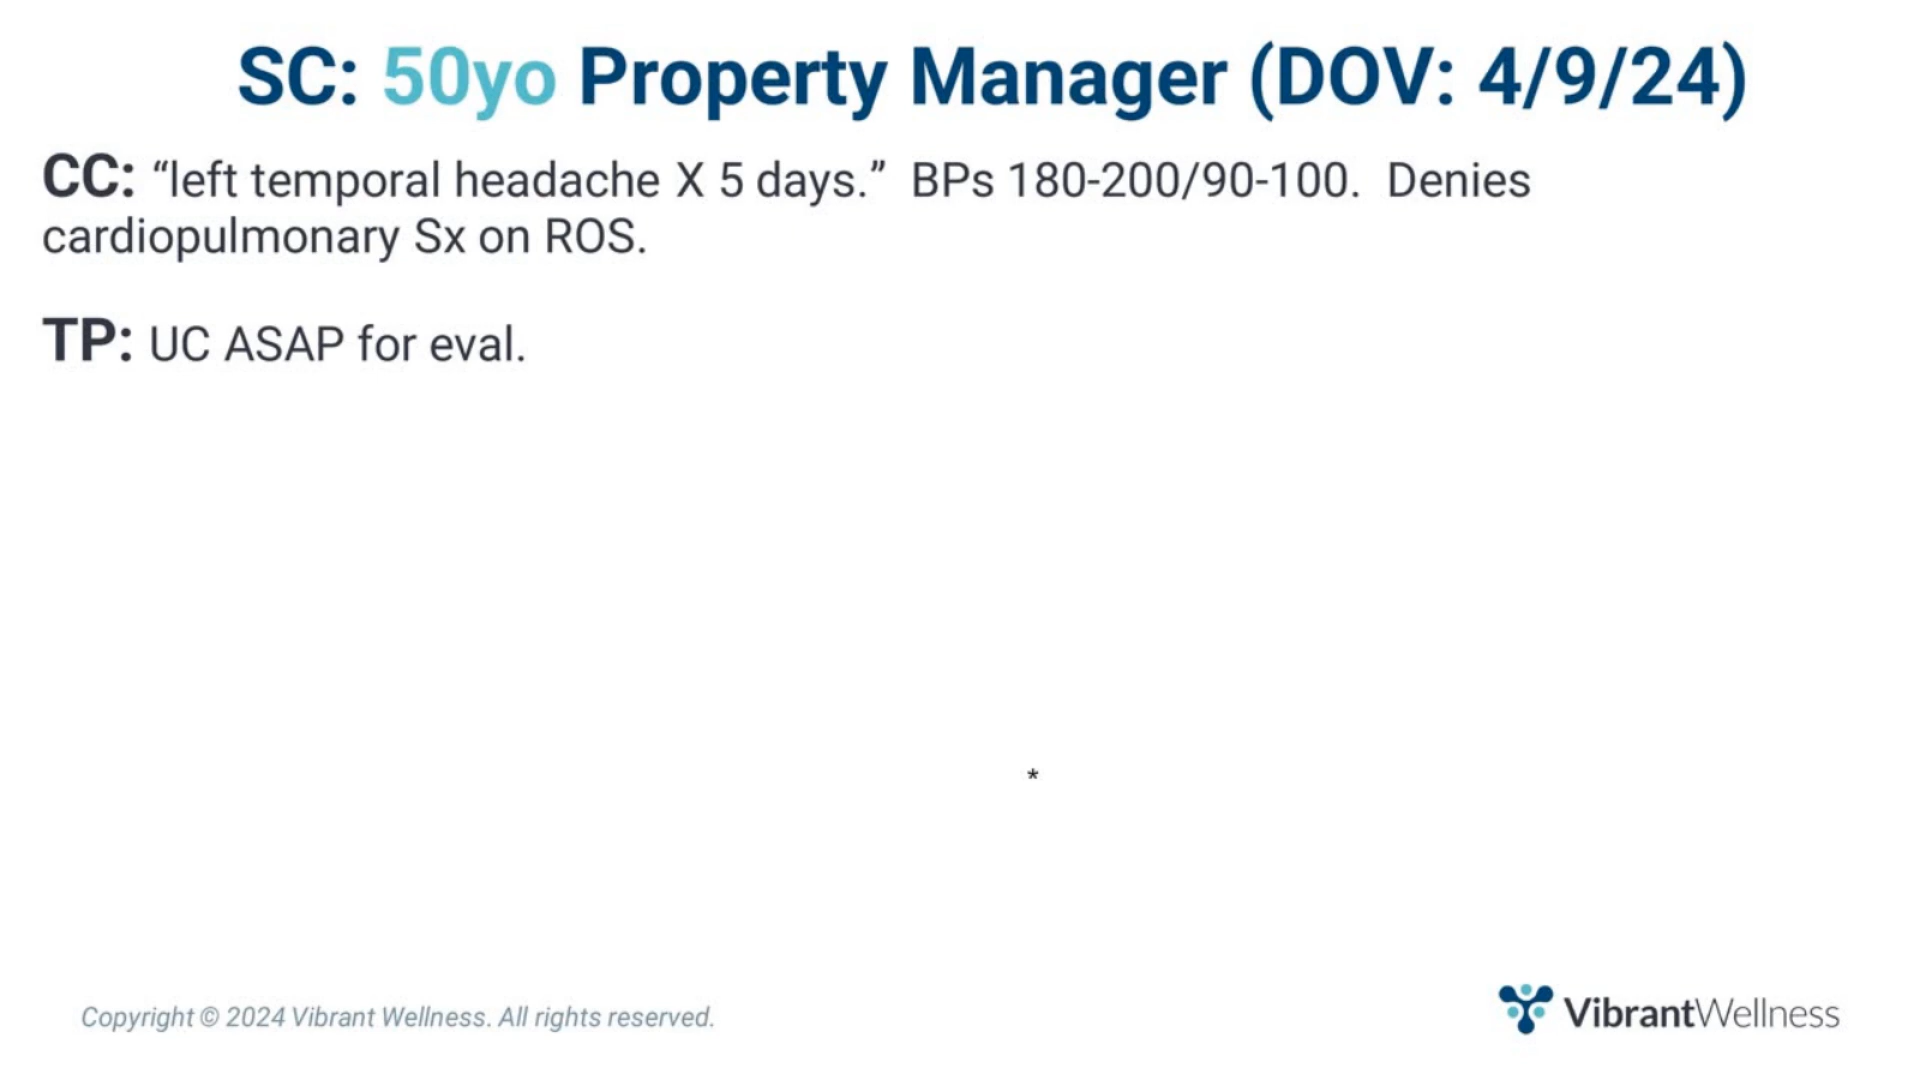 SC: 50yo Property Manager (DOV: 4/9/24)
CC: “left temporal headache X 5 days.” BPs 180-200/90-100. Denies
cardiopulmonary Sx on ROS.
TP: UC ASAP for eval.
*
Copyright © 2024 Vibrant Wellness. All rights reserved.
VibrantWellness